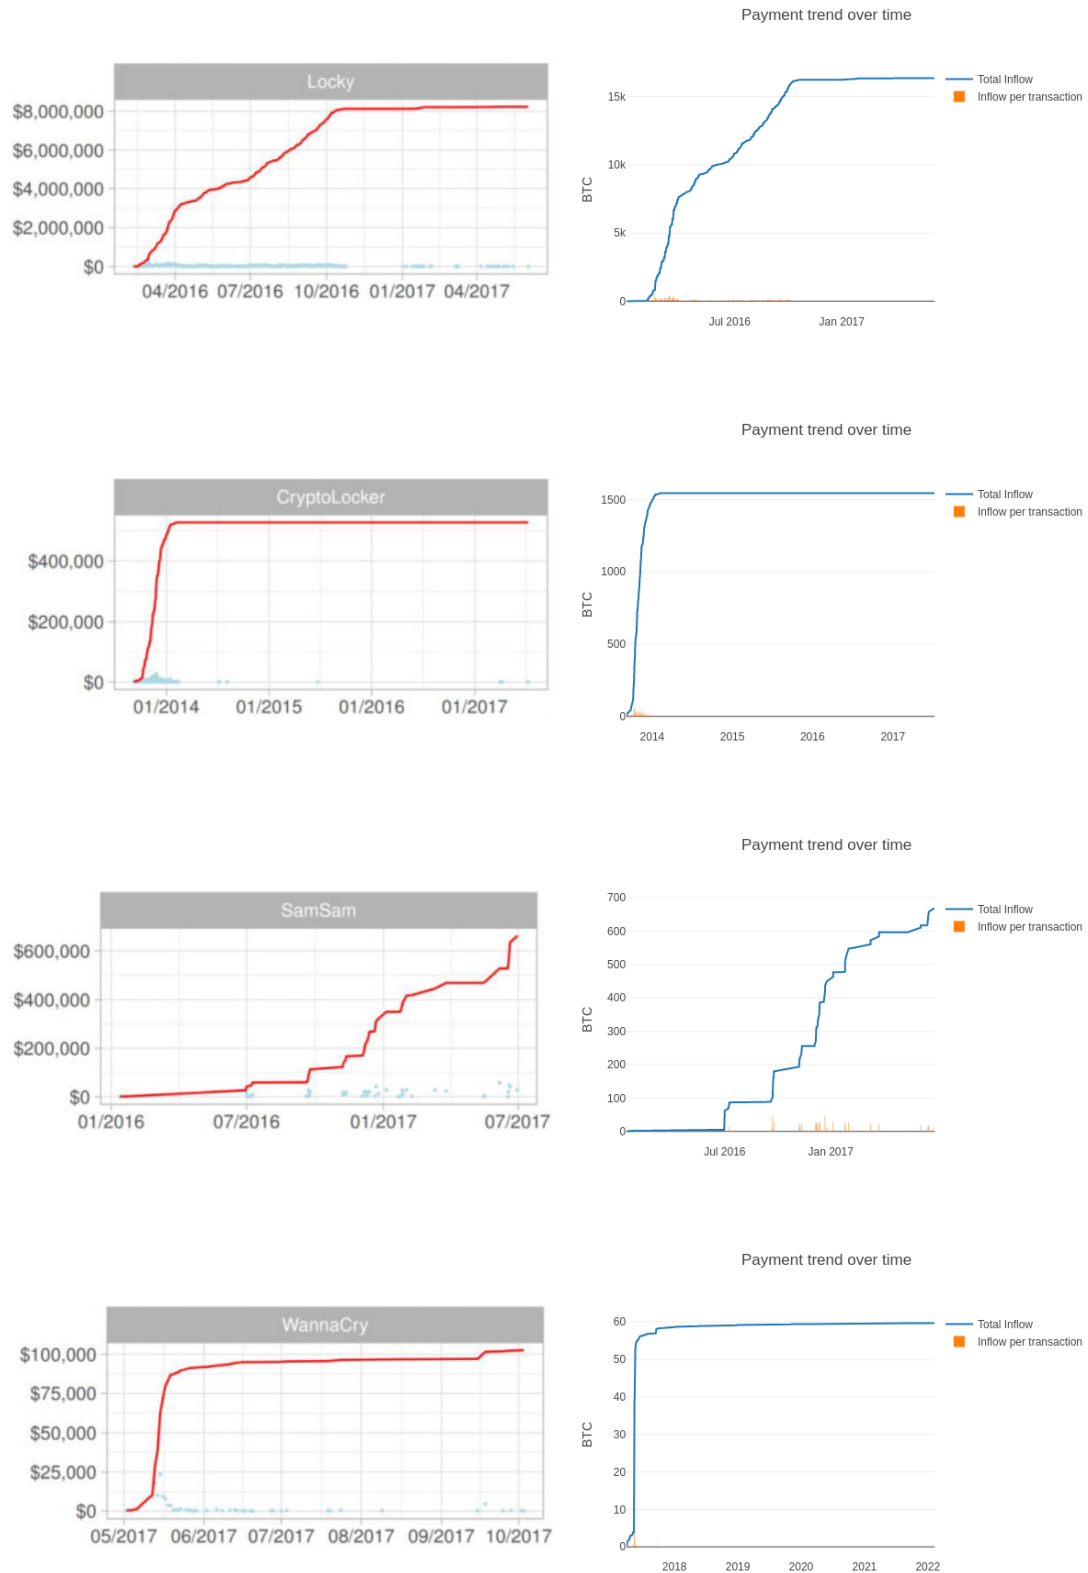 Payment trend over time
Locky
$8,000,000
$6,000,000
$4,000,000
$2,000,000
$0
04/2016 07/2016 10/2016 01/2017 04/2017
Total Inflow
Inflow per transaction
15k
10k
5k
0
BTC
Jul 2016 Jan 2017
Payment trend over time
CryptoLocker
$400,000
$200,000
$0
01/2014 01/2015 01/2016 01/2017
Total Inflow
Inflow per transaction
1500
1000
500
0
BTC
2014 2015 2016 2017
Payment trend over time
SamSam
$600,000
$400,000
$200,000
$0
01/2016 07/2016 01/2017 07/2017
Total Inflow
Inflow per transaction
700
600
500
400
300
200
100
0
BTC
Jul 2016 Jan 2017
Payment trend over time
WannaCry
$100,000
$75,000
$50,000
$25,000
$0
05/2017 06/2017 07/2017 08/2017 09/2017 10/2017
Total Inflow
Inflow per transaction
60
50
40
30
20
10
0
BTC
2018 2019 2020 2021 2022